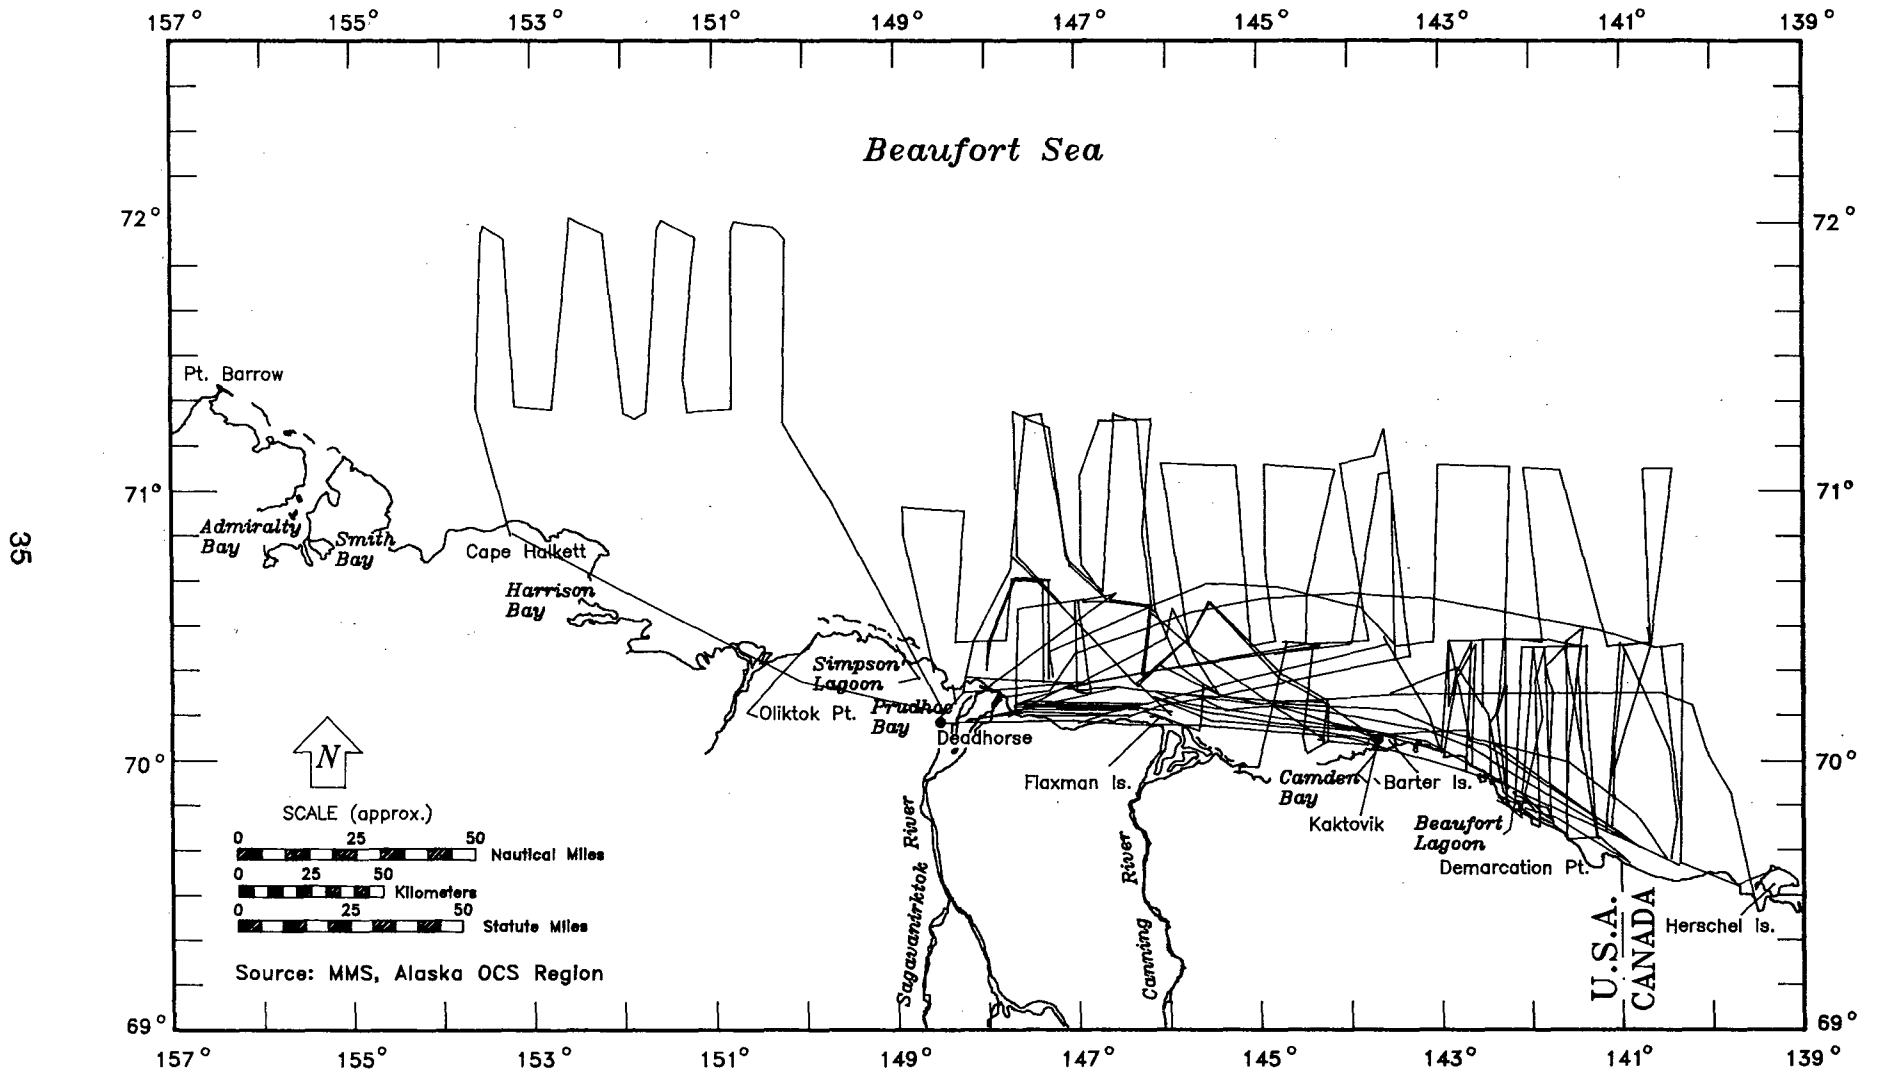 157° 153° 149° 147° 145° 143° 141° 139°
155° 151°
Beaufort Sea
72° 72°
Pt. Barrow
71° 71°
Admiralty
Bay
Smith
Bay
Cape Halkett
Harrison
Bay
Simpson
Lagoon
Oliktok Pt.
Prudhoe
Bay
Deadhorse
70° 70°
Flaxman Is.
Camden
Bay
Barter Is.
Kaktovik
Beaufort
Lagoon
Demarcation Pt.
Herschel Is.
Sagavanirktok River
Canning River
U.S.A.
CANADA
N
SCALE (approx.)
0 25 50
Nautical Miles
0 25 50
Kilometers
0 25 50
Statute Miles
Source: MMS, Alaska OCS Region
69° 69°
157° 155° 153° 151° 149° 147° 145° 143° 141° 139°
35